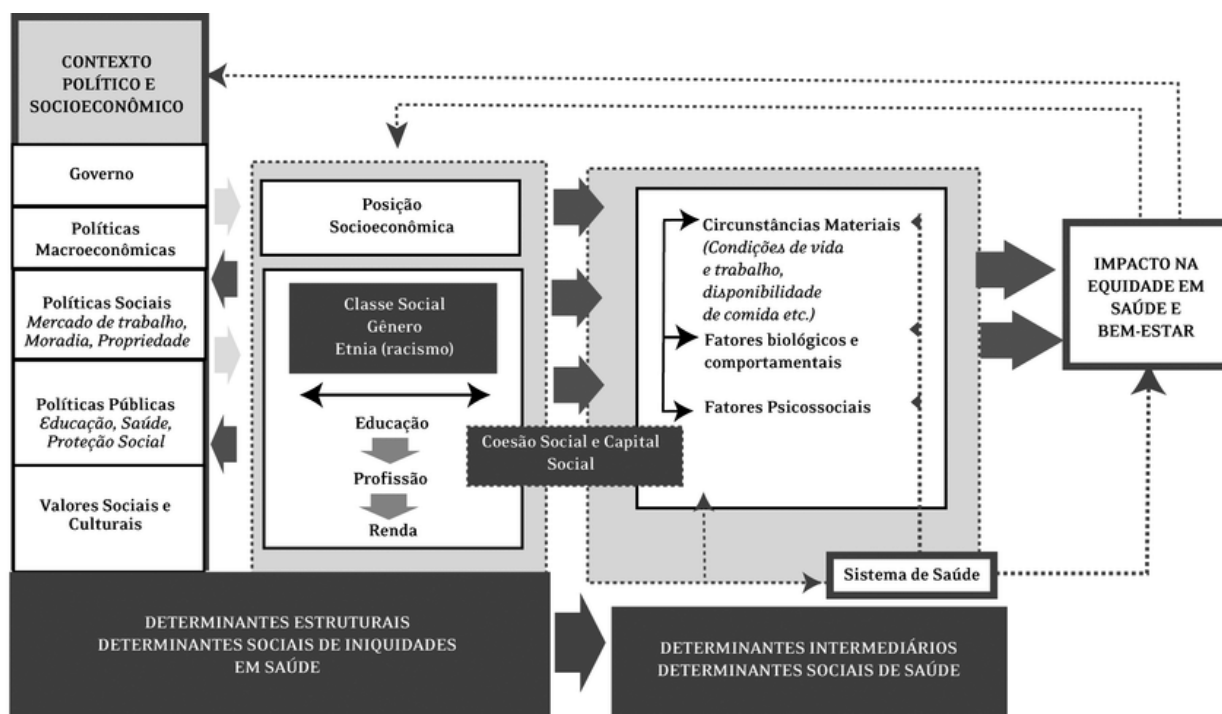 CONTEXTO
POLÍTICO E
SOCIOECONÔMICO
Governo
Políticas
Macroeconômicas
Políticas Sociais
Mercado de trabalho,
Moradia, Propriedade
Políticas Públicas
Educação, Saúde,
Proteção Social
Valores Sociais e
Culturais
Posição
Socioeconômica
Classe Social
Gênero
Etnia (racismo)
Educação
Profissão
Renda
Coesão Social e Capital
Social
Circunstâncias Materiais
(Condições de vida
e trabalho,
disponibilidade
de comida etc.)
Fatores biológicos e
comportamentais
Fatores Psicossociais
Sistema de Saúde
IMPACTO NA
EQUIDADE EM
SAÚDE E
BEM-ESTAR
DETERMINANTES ESTRUTURAIS
DETERMINANTES SOCIAIS DE INIQUIDADES
EM SAÚDE
DETERMINANTES INTERMEDIÁRIOS
DETERMINANTES SOCIAIS DE SAÚDE